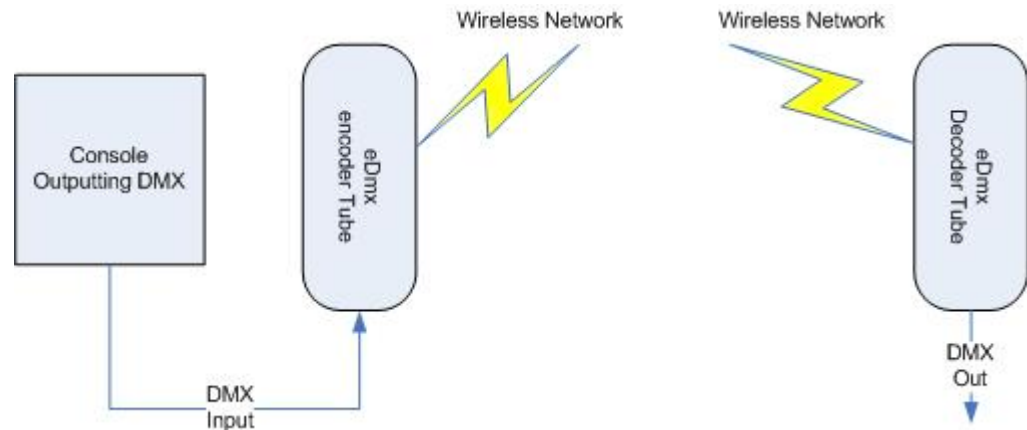 Wireless Network
Wireless Network
Console
Outputting DMX
eDmx
encoder Tube
eDmx
Decoder Tube
DMX
Input
DMX
Out